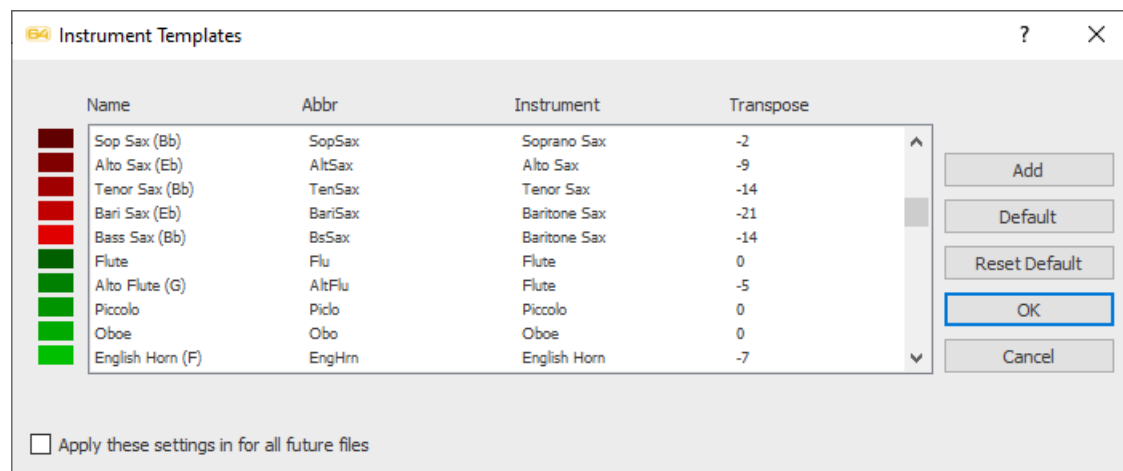 64 Instrument Templates ? X
Name Abbr Instrument Transpose
Sop Sax (Bb) SopSax Soprano Sax -2
Alto Sax (Eb) AltSax Alto Sax -9
Tenor Sax (Bb) TenSax Tenor Sax -14
Bari Sax (Eb) BariSax Baritone Sax -21
Bass Sax (Bb) BsSax Baritone Sax -14
Flute Flu Flute 0
Alto Flute (G) AltFlu Flute -5
Piccolo Piclo Piccolo 0
Oboe Obo Oboe 0
English Horn (F) EngHrn English Horn -7
Add
Default
Reset Default
OK
Cancel
Apply these settings in for all future files